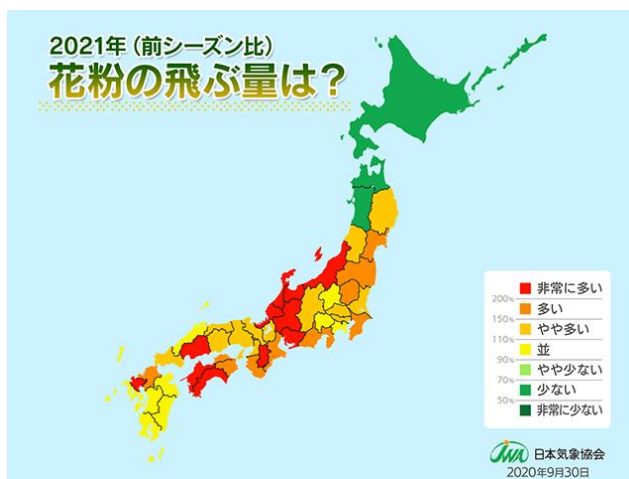 2021年（前シーズン比）
花粉の飛ぶ量は？
非常に多い
200%
多い
150%
やや多い
110%
並
90%
やや少ない
70%
少ない
50%
非常に少ない
JWA 日本気象協会
2020年9月30日